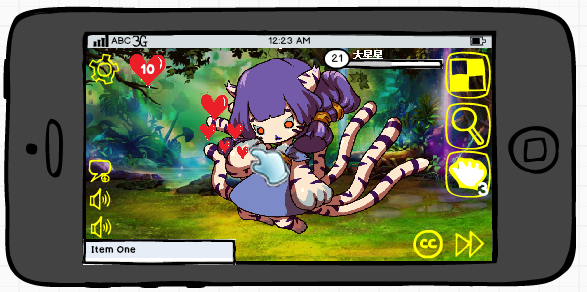 ABC 3G 12:23 AM
10
21 大星星
3
CC
Item One